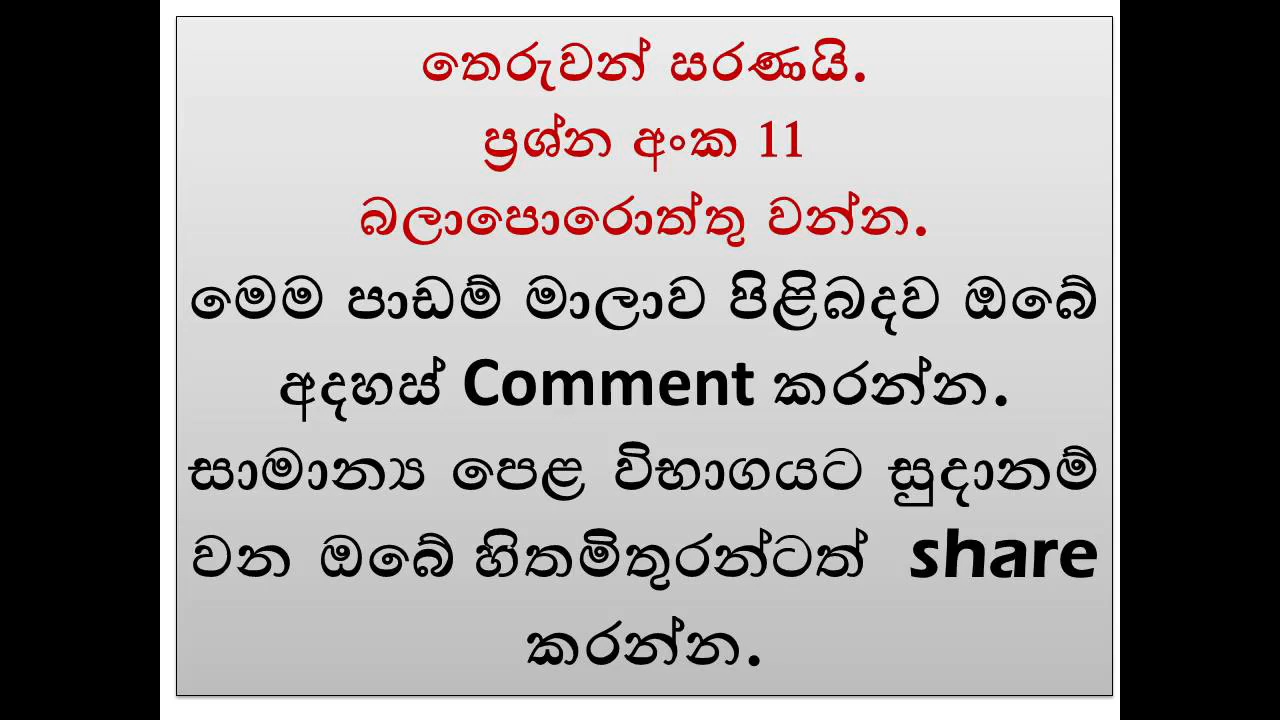 තෙරුවන් සරණයි.
ප්‍රශ්න අංක 11
බලාපොරොත්තු වන්න.
මෙම පාඩම් මාලාව පිළිබදව ඔබේ
අදහස් Comment කරන්න.
සාමාන්‍ය පෙළ විභාගයට සුදානම්
වන ඔබේ හිතමිතුරන්ටත් share
කරන්න.